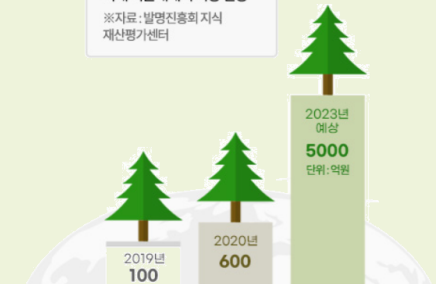 ※자료 : 발명진흥회 지식
재산평가센터
2023년
예상
5000
단위 : 억원
2020년
600
2019년
100